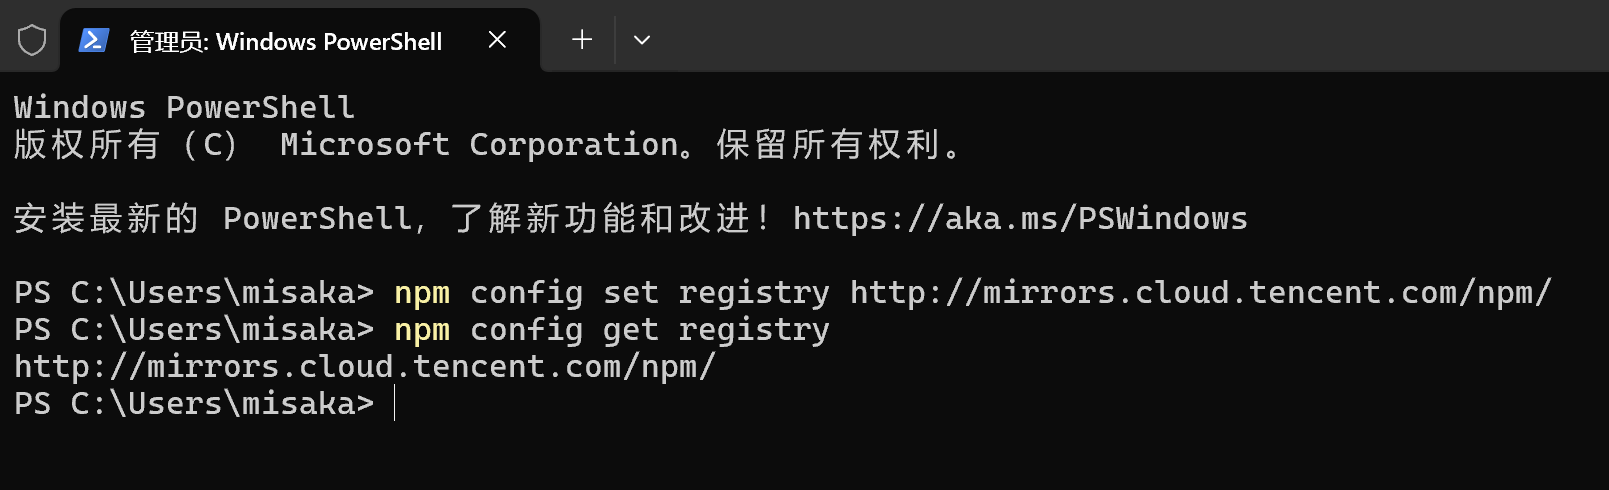 管理员: Windows PowerShell
Windows PowerShell
版权所有（C） Microsoft Corporation。保留所有权利。
安装最新的 PowerShell，了解新功能和改进！https://aka.ms/PSWindows
PS C:\Users\misaka> npm config set registry http://mirrors.cloud.tencent.com/npm/
PS C:\Users\misaka> npm config get registry
http://mirrors.cloud.tencent.com/npm/
PS C:\Users\misaka>